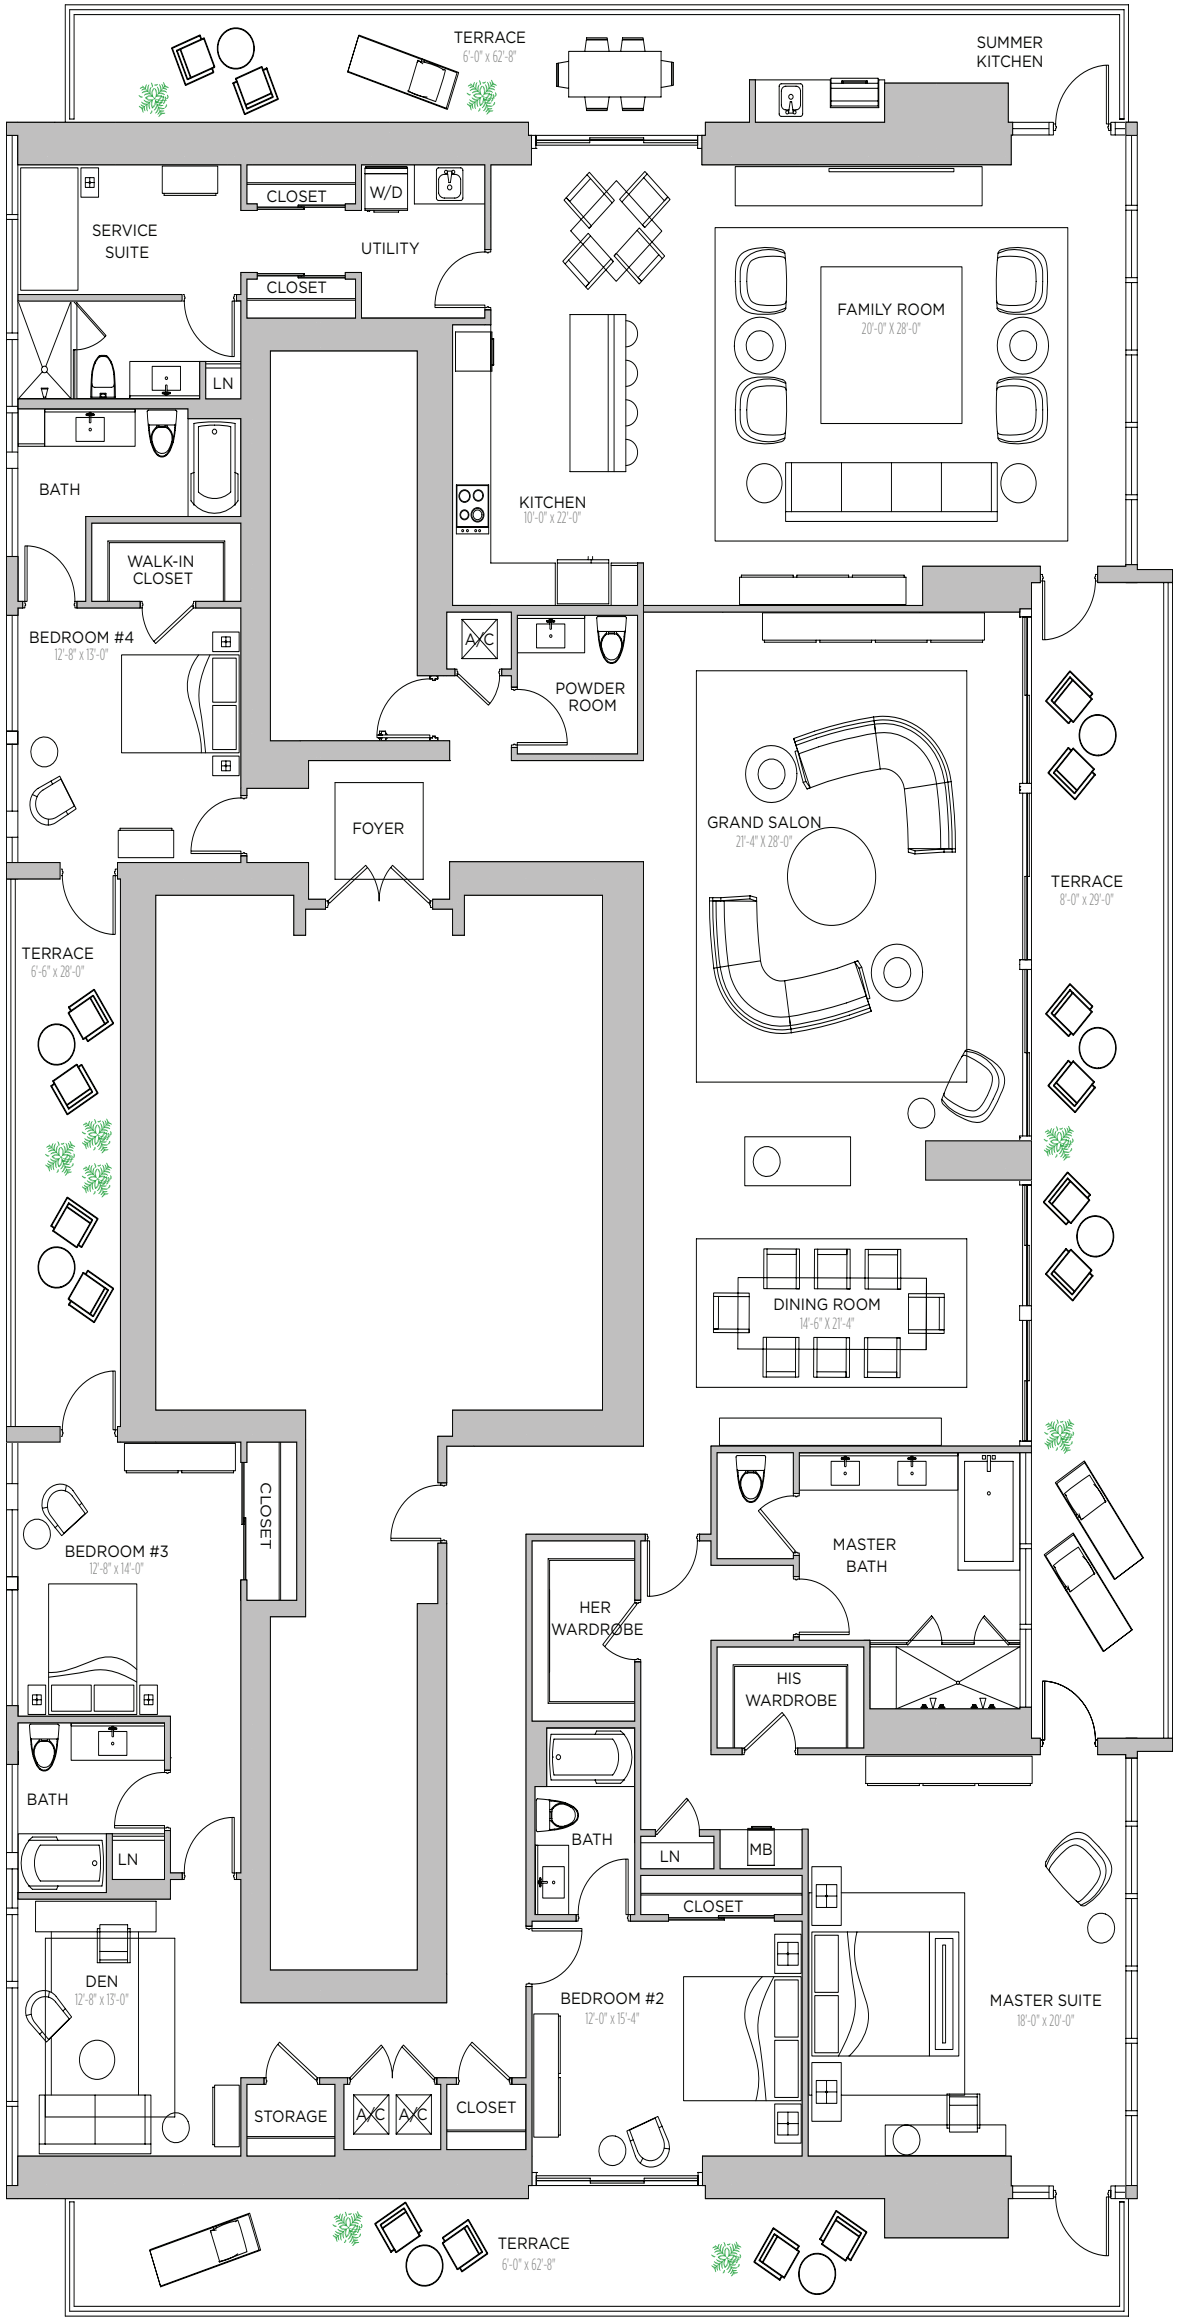 TERRACE
6'-0" x 62'-8"
SUMMER
KITCHEN
CLOSET
W/D
SERVICE
SUITE
UTILITY
CLOSET
FAMILY ROOM
20'-0" X 28'-0"
LN
BATH
KITCHEN
10'-0" x 22'-0"
WALK-IN
CLOSET
BEDROOM #4
12'-8" x 13'-0"
A/C
POWDER
ROOM
FOYER
GRAND SALON
21'-4" X 28'-0"
TERRACE
8'-0" x 29'-0"
TERRACE
6'-6" x 28'-0"
DINING ROOM
14'-6" X 21'-4"
CLOSET
BEDROOM #3
12'-8" x 14'-0"
MASTER
BATH
HER
WARDROBE
HIS
WARDROBE
BATH
LN
BATH
LN
MB
CLOSET
DEN
12'-8" x 13'-0"
BEDROOM #2
12'-0" x 15'-4"
MASTER SUITE
18'-0" x 20'-0"
STORAGE
A/C
A/C
CLOSET
TERRACE
6'-0" x 62'-8"